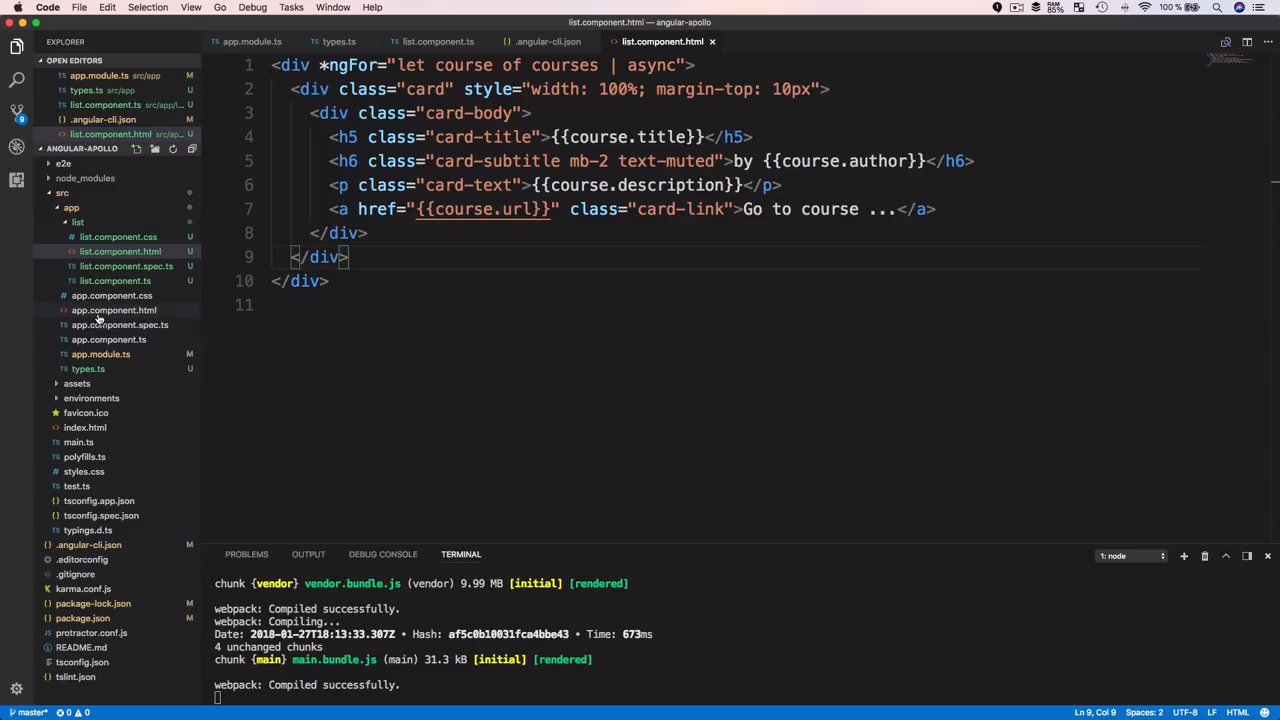 Code File Edit Selection View Go Debug Tasks Window Help RAM 85% 100 %
list.component.html — angular-apollo
EXPLORER
app.module.ts types.ts list.component.ts .angular-cli.json list.component.html
OPEN EDITORS
app.module.ts src/app
types.ts src/app U
list.component.ts src/app/l... U
.angular-cli.json
list.component.html src/ap... U
ANGULAR-APOLLO
e2e
node_modules
src
app
list
list.component.css U
list.component.html U
list.component.spec.ts U
list.component.ts U
app.component.css
app.component.html
app.component.spec.ts
app.component.ts
app.module.ts M
types.ts U
assets
environments
favicon.ico
index.html
main.ts
polyfills.ts
styles.css
test.ts
tsconfig.app.json
tsconfig.spec.json
typings.d.ts
.angular-cli.json M
.editorconfig
.gitignore
karma.conf.js
package-lock.json M
package.json M
protractor.conf.js
README.md
tsconfig.json
tslint.json
9
1 <div *ngFor="let course of courses | async">
2 <div class="card" style="width: 100%; margin-top: 10px">
3 <div class="card-body">
4 <h5 class="card-title">{{course.title}}</h5>
5 <h6 class="card-subtitle mb-2 text-muted">by {{course.author}}</h6>
6 <p class="card-text">{{course.description}}</p>
7 <a href="{{course.url}}" class="card-link">Go to course ...</a>
8 </div>
9 </div>
10 </div>
11
PROBLEMS OUTPUT DEBUG CONSOLE TERMINAL 1: node
chunk {vendor} vendor.bundle.js (vendor) 9.99 MB [initial] [rendered]
webpack: Compiled successfully.
webpack: Compiling...
Date: 2018-01-27T18:13:33.307Z • Hash: af5c0b10031fca4bbe43 • Time: 673ms
4 unchanged chunks
chunk {main} main.bundle.js (main) 31.3 kB [initial] [rendered]
webpack: Compiled successfully.
master* 0 0 Ln 9, Col 9 Spaces: 2 UTF-8 LF HTML